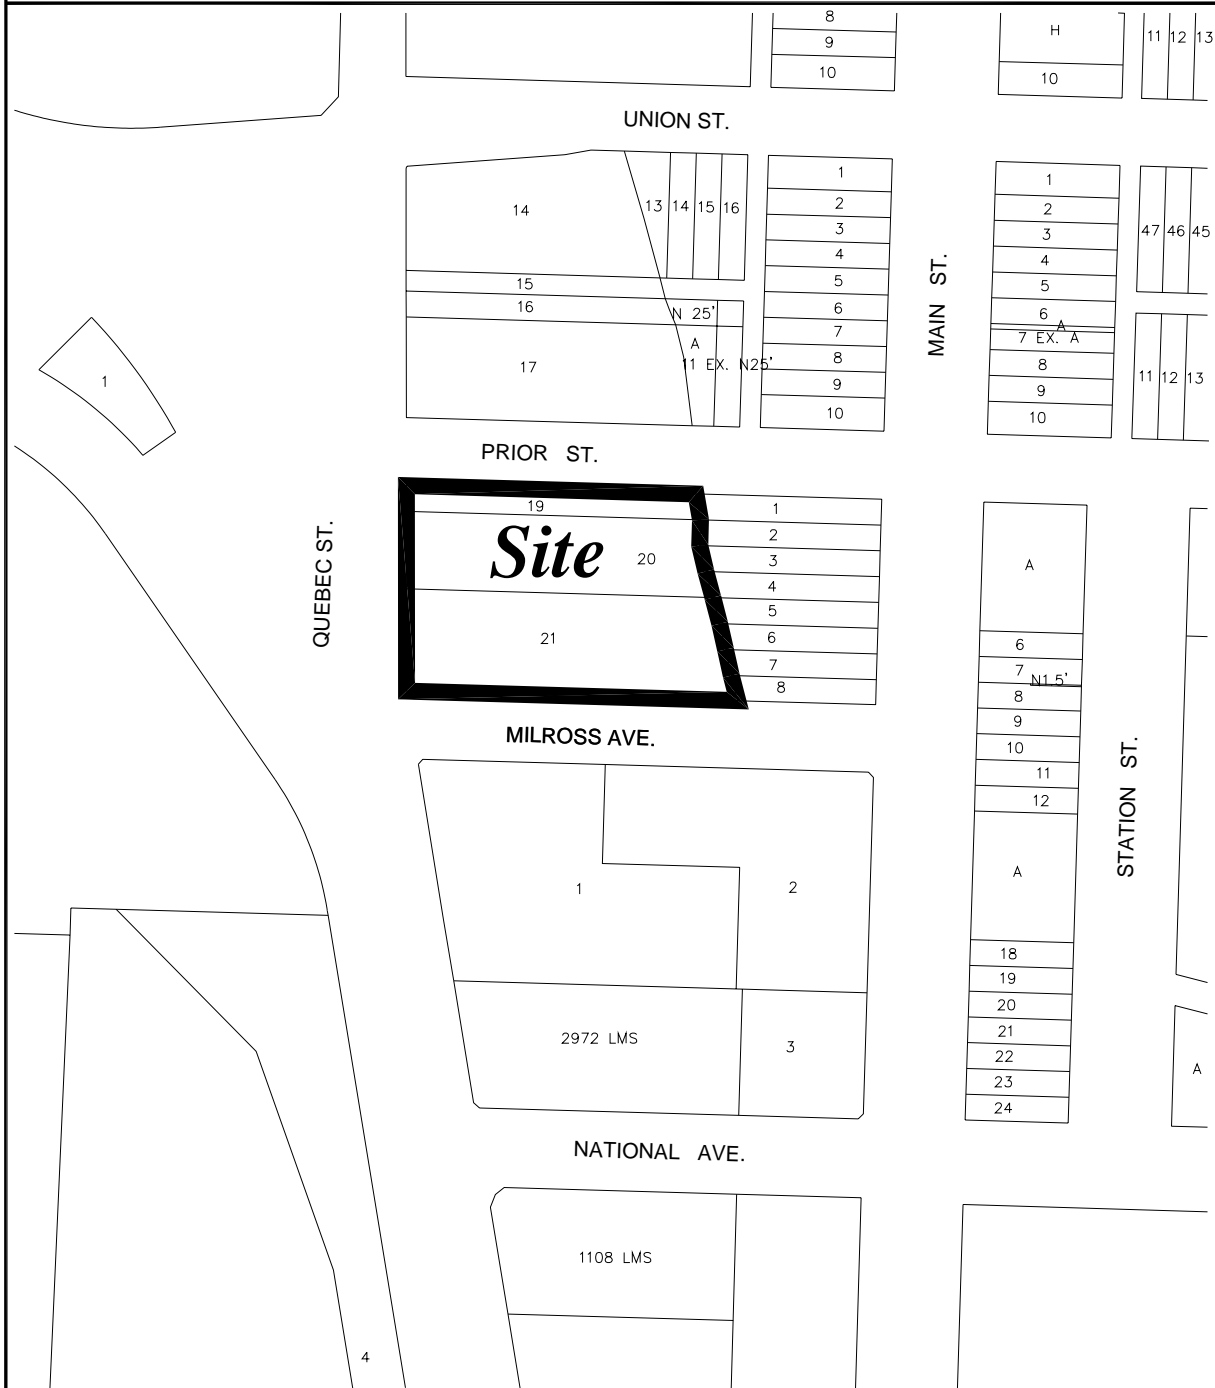 8
9
10
H
10
11 12 13
UNION ST.
14
13 14 15 16
15
16
N 25'
A
17
11 EX. N25'
1
2
3
4
5
6
7
8
9
10
MAIN ST.
1
2
3
4
5
6
A
7 EX. A
8
9
10
47 46 45
11 12 13
1
PRIOR ST.
QUEBEC ST.
19
Site
20
21
1
2
3
4
5
6
7
8
A
6
7
N1.5'
8
9
10
11
12
A
18
19
20
21
22
23
24
STATION ST.
A
MILROSS AVE.
1
2
2972 LMS
3
NATIONAL AVE.
1108 LMS
4